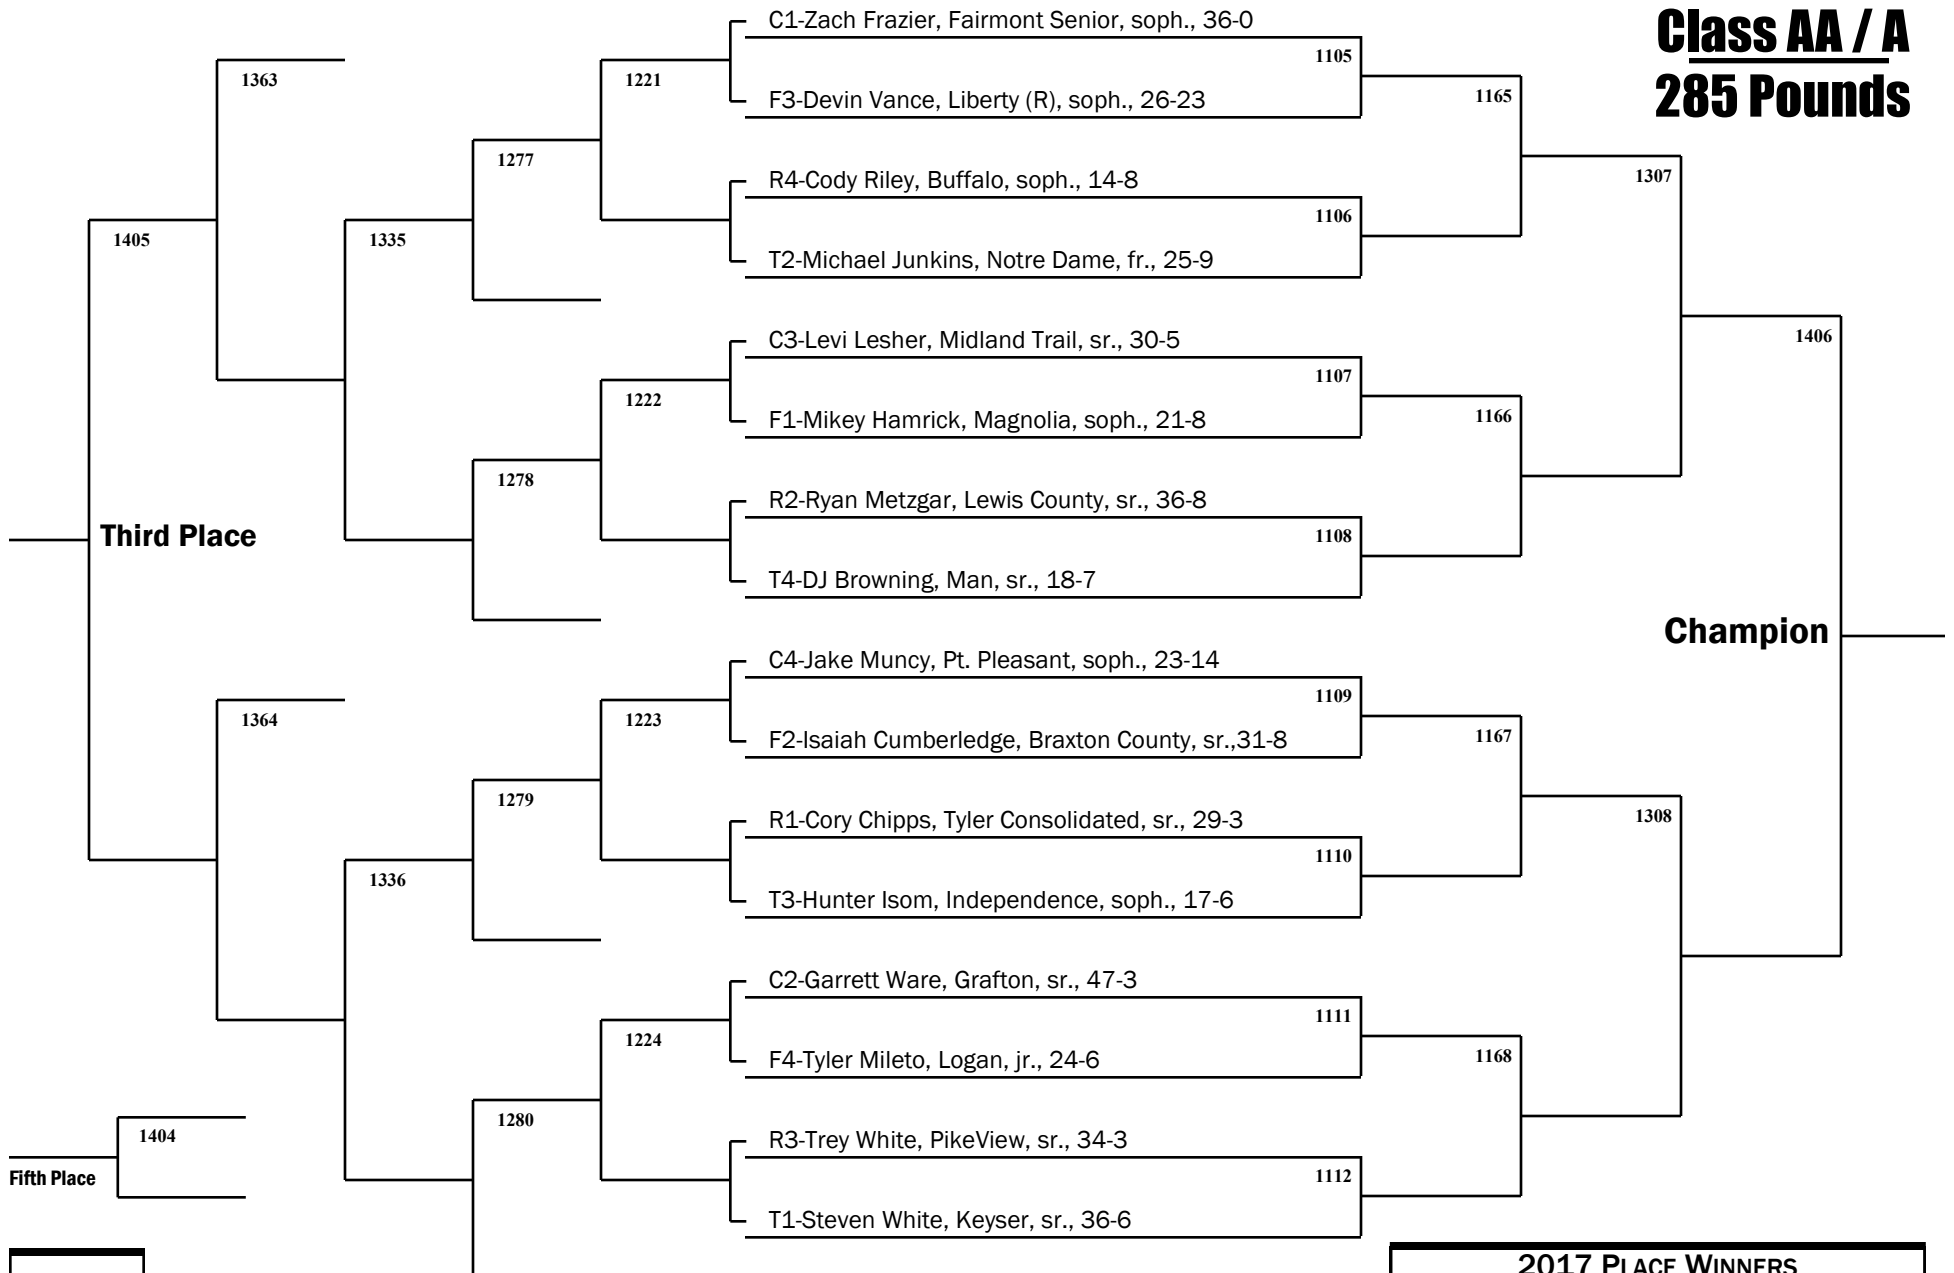 Class AA / A
285 Pounds
C1-Zach Frazier, Fairmont Senior, soph., 36-0
1105
1363
1221
F3-Devin Vance, Liberty (R), soph., 26-23
1165
1277
R4-Cody Riley, Buffalo, soph., 14-8
1307
1106
1405
1335
T2-Michael Junkins, Notre Dame, fr., 25-9
C3-Levi Lesher, Midland Trail, sr., 30-5
1406
1107
1222
F1-Mikey Hamrick, Magnolia, soph., 21-8
1166
1278
R2-Ryan Metzgar, Lewis County, sr., 36-8
Third Place
1108
T4-DJ Browning, Man, sr., 18-7
Champion
C4-Jake Muncy, Pt. Pleasant, soph., 23-14
1109
1364
1223
F2-Isaiah Cumberledge, Braxton County, sr.,31-8
1167
1279
R1-Cory Chipps, Tyler Consolidated, sr., 29-3
1308
1110
1336
T3-Hunter Isom, Independence, soph., 17-6
C2-Garrett Ware, Grafton, sr., 47-3
1111
1224
F4-Tyler Mileto, Logan, jr., 24-6
1168
1280
1404
R3-Trey White, PikeView, sr., 34-3
Fifth Place
1112
T1-Steven White, Keyser, sr., 36-6
2017 PLACE WINNERS